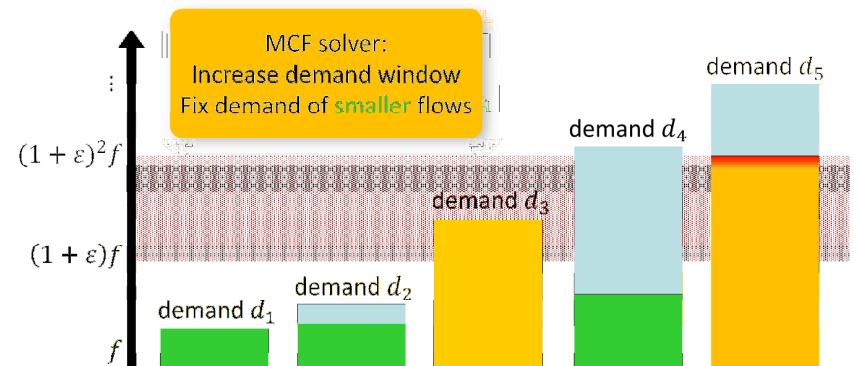 MCF solver:
Increase demand window
Fix demand of smaller flows
⋮
(1 + ε)²f
(1 + ε)f
f
demand d₁
demand d₂
demand d₃
demand d₄
demand d₅